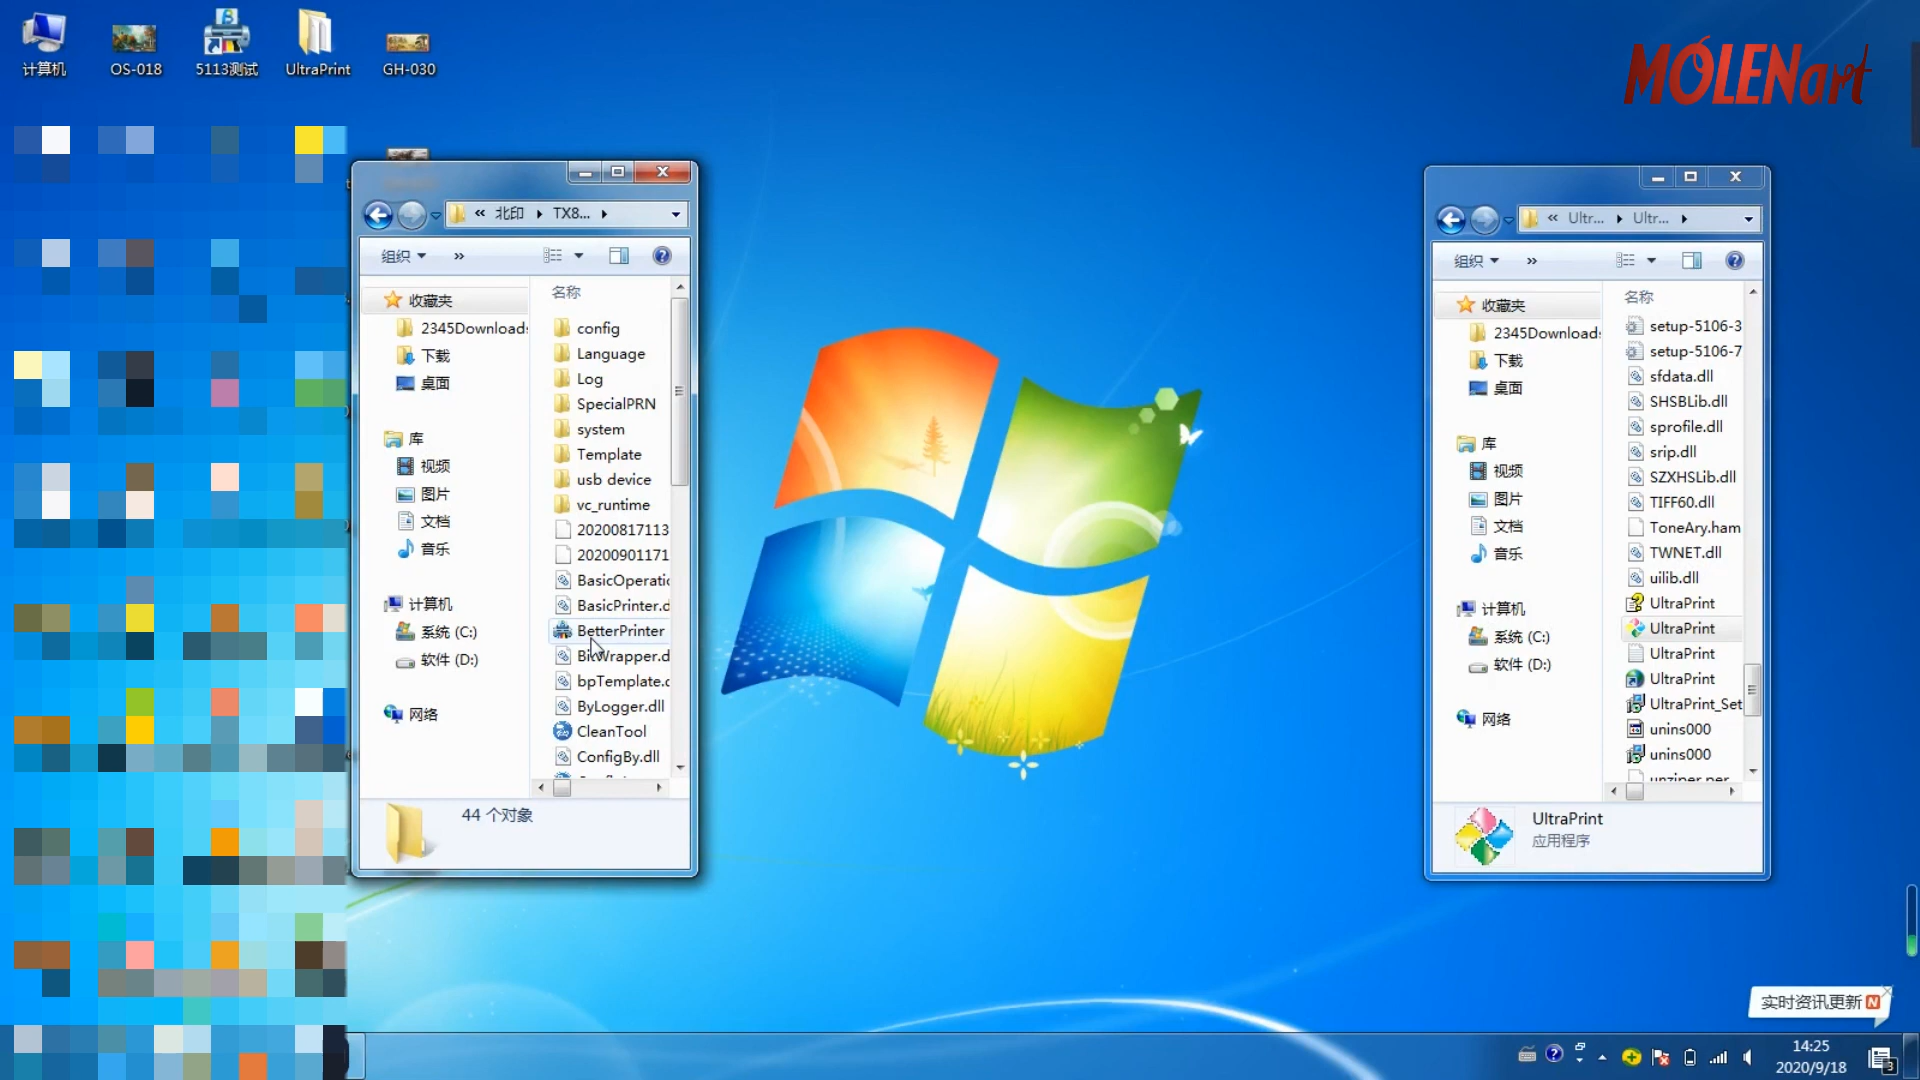 计算机
OS-018
5113测试
UltraPrint
GH-030
MOLENart
« 北印 ▸ TX8... ▸
组织
»
收藏夹
2345Downloads
下载
桌面
库
视频
图片
文档
音乐
计算机
系统 (C:)
软件 (D:)
网络
名称
config
Language
Log
SpecialPRN
system
Template
usb device
vc_runtime
20200817113
20200901171
BasicOperatic
BasicPrinter.d
BetterPrinter
BitWrapper.d
bpTemplate.d
ByLogger.dll
CleanTool
ConfigBy.dll
44 个对象
« Ultr... ▸ Ultr... ▸
组织
»
收藏夹
2345Downloads
下载
桌面
库
视频
图片
文档
音乐
计算机
系统 (C:)
软件 (D:)
网络
名称
setup-5106-3
setup-5106-7
sfdata.dll
SHSBLib.dll
sprofile.dll
srip.dll
SZXHSLib.dll
TIFF60.dll
ToneAry.ham
TWNET.dll
uilib.dll
UltraPrint
UltraPrint
UltraPrint
UltraPrint
UltraPrint_Set
unins000
unins000
unziper.per
UltraPrint
应用程序
实时资讯更新
14:25
2020/9/18
3